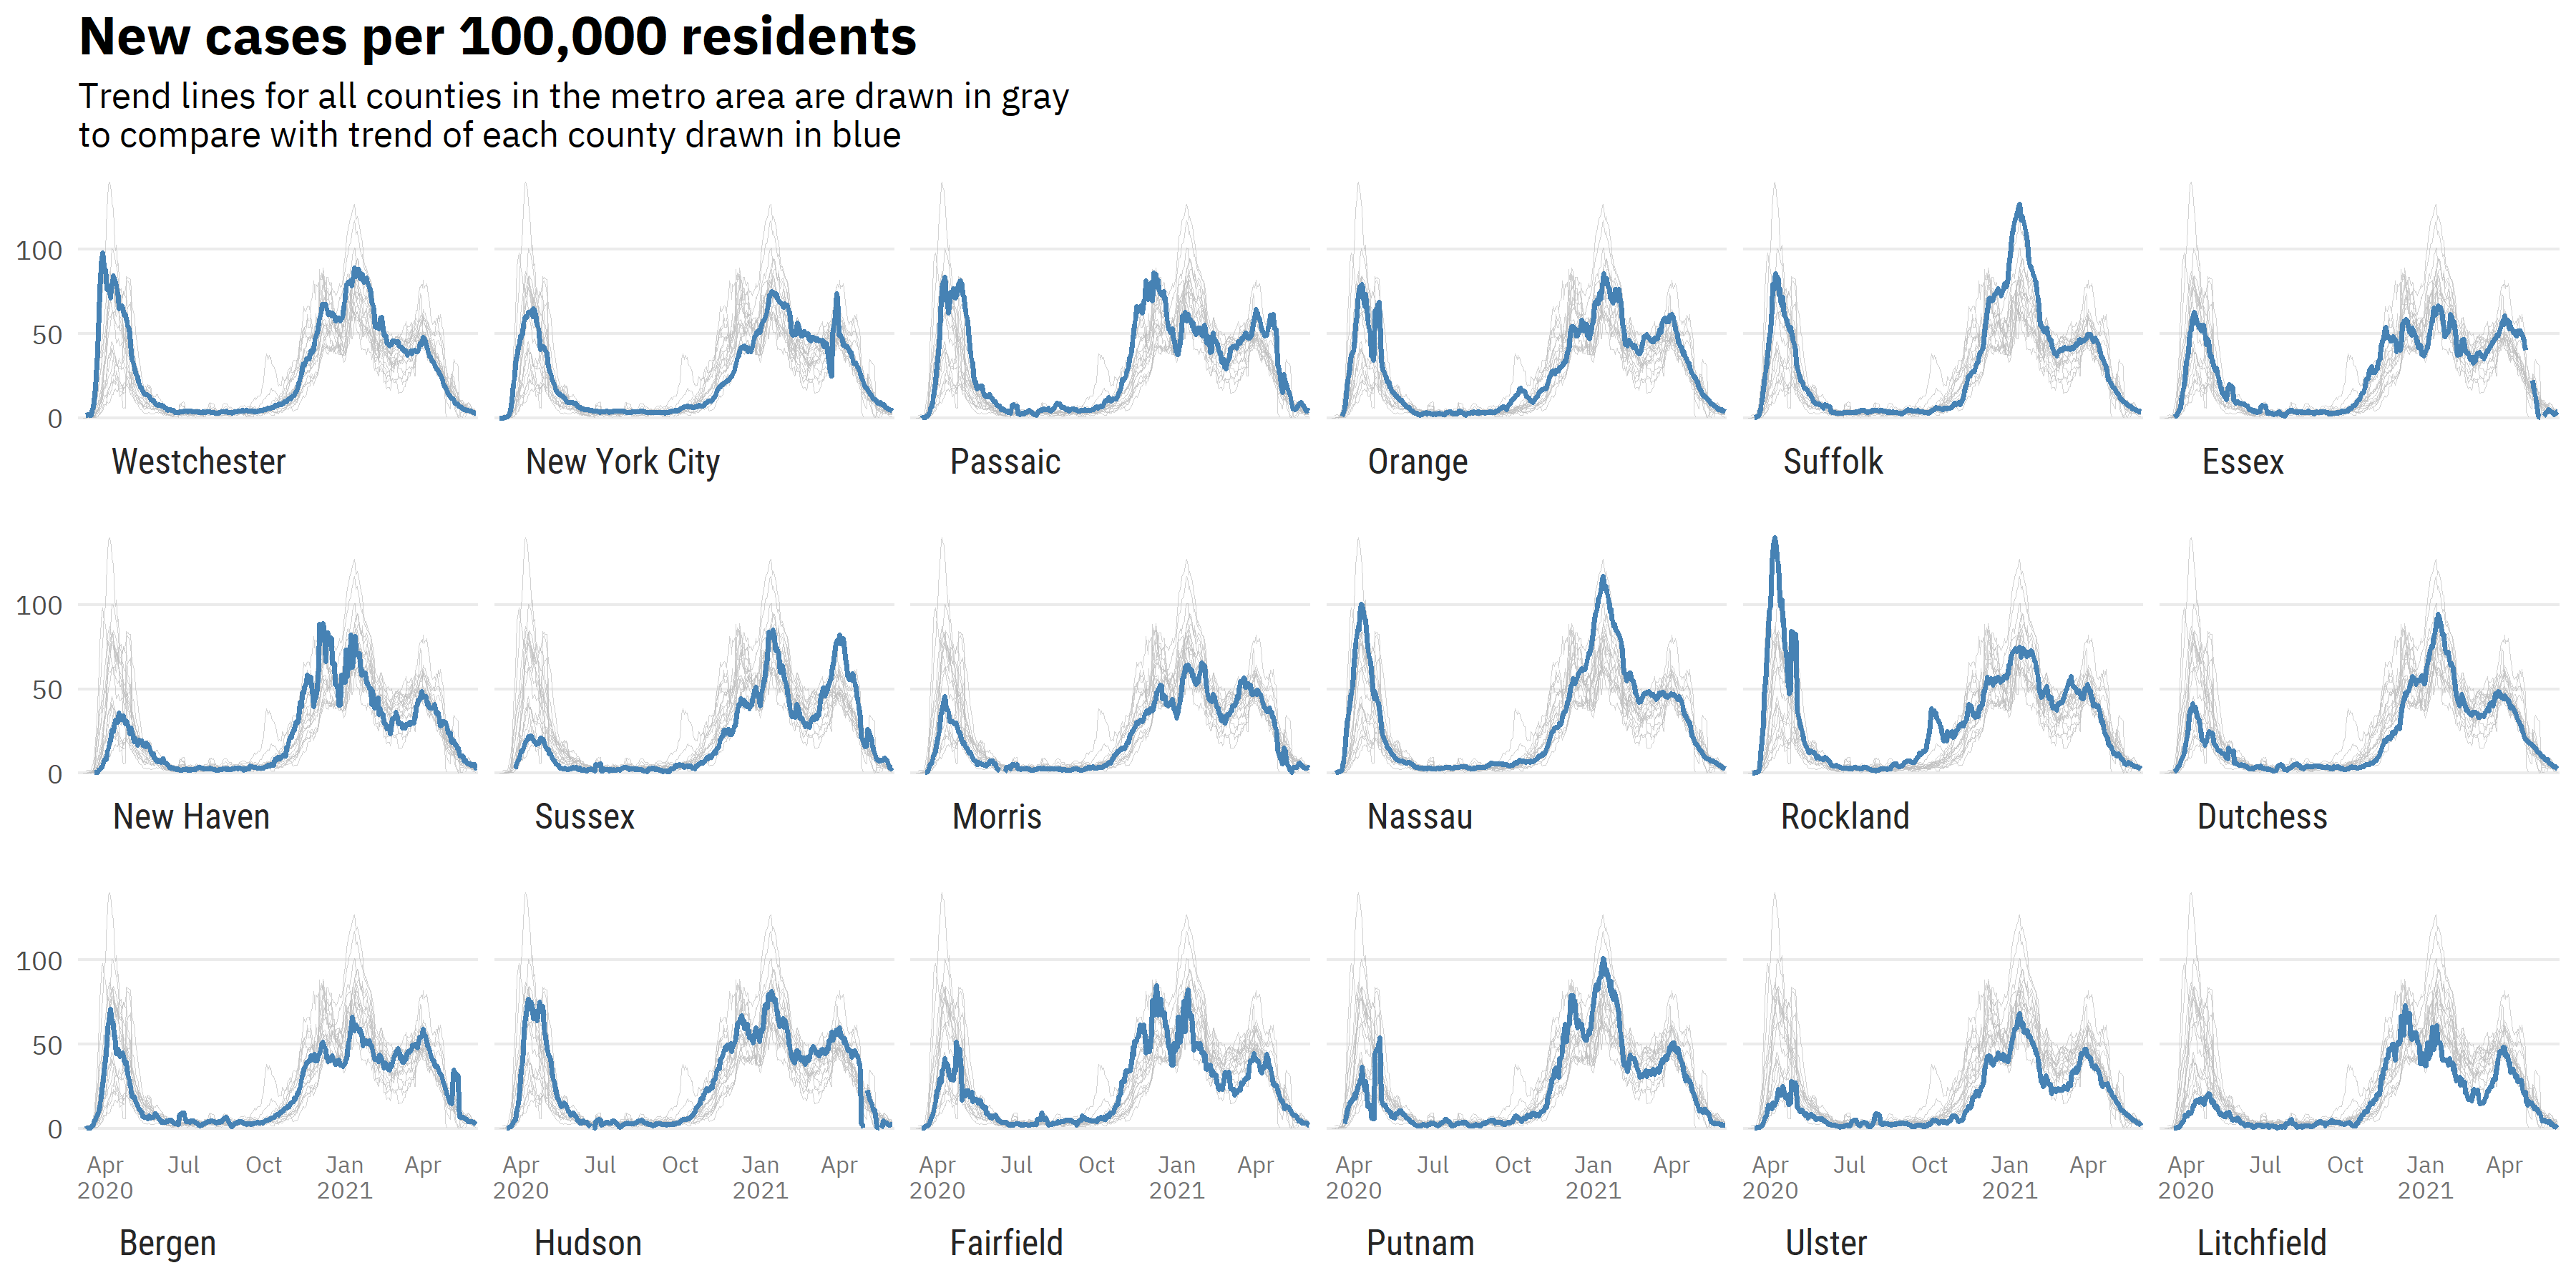 New cases per 100,000 residents
Trend lines for all counties in the metro area are drawn in gray
to compare with trend of each county drawn in blue
100
50
0
Westchester
New York City
Passaic
Orange
Suffolk
Essex
100
50
0
New Haven
Sussex
Morris
Nassau
Rockland
Dutchess
100
50
0
Apr Jul Oct Jan Apr
2020 2021
Apr Jul Oct Jan Apr
2020 2021
Apr Jul Oct Jan Apr
2020 2021
Apr Jul Oct Jan Apr
2020 2021
Apr Jul Oct Jan Apr
2020 2021
Apr Jul Oct Jan Apr
2020 2021
Bergen
Hudson
Fairfield
Putnam
Ulster
Litchfield